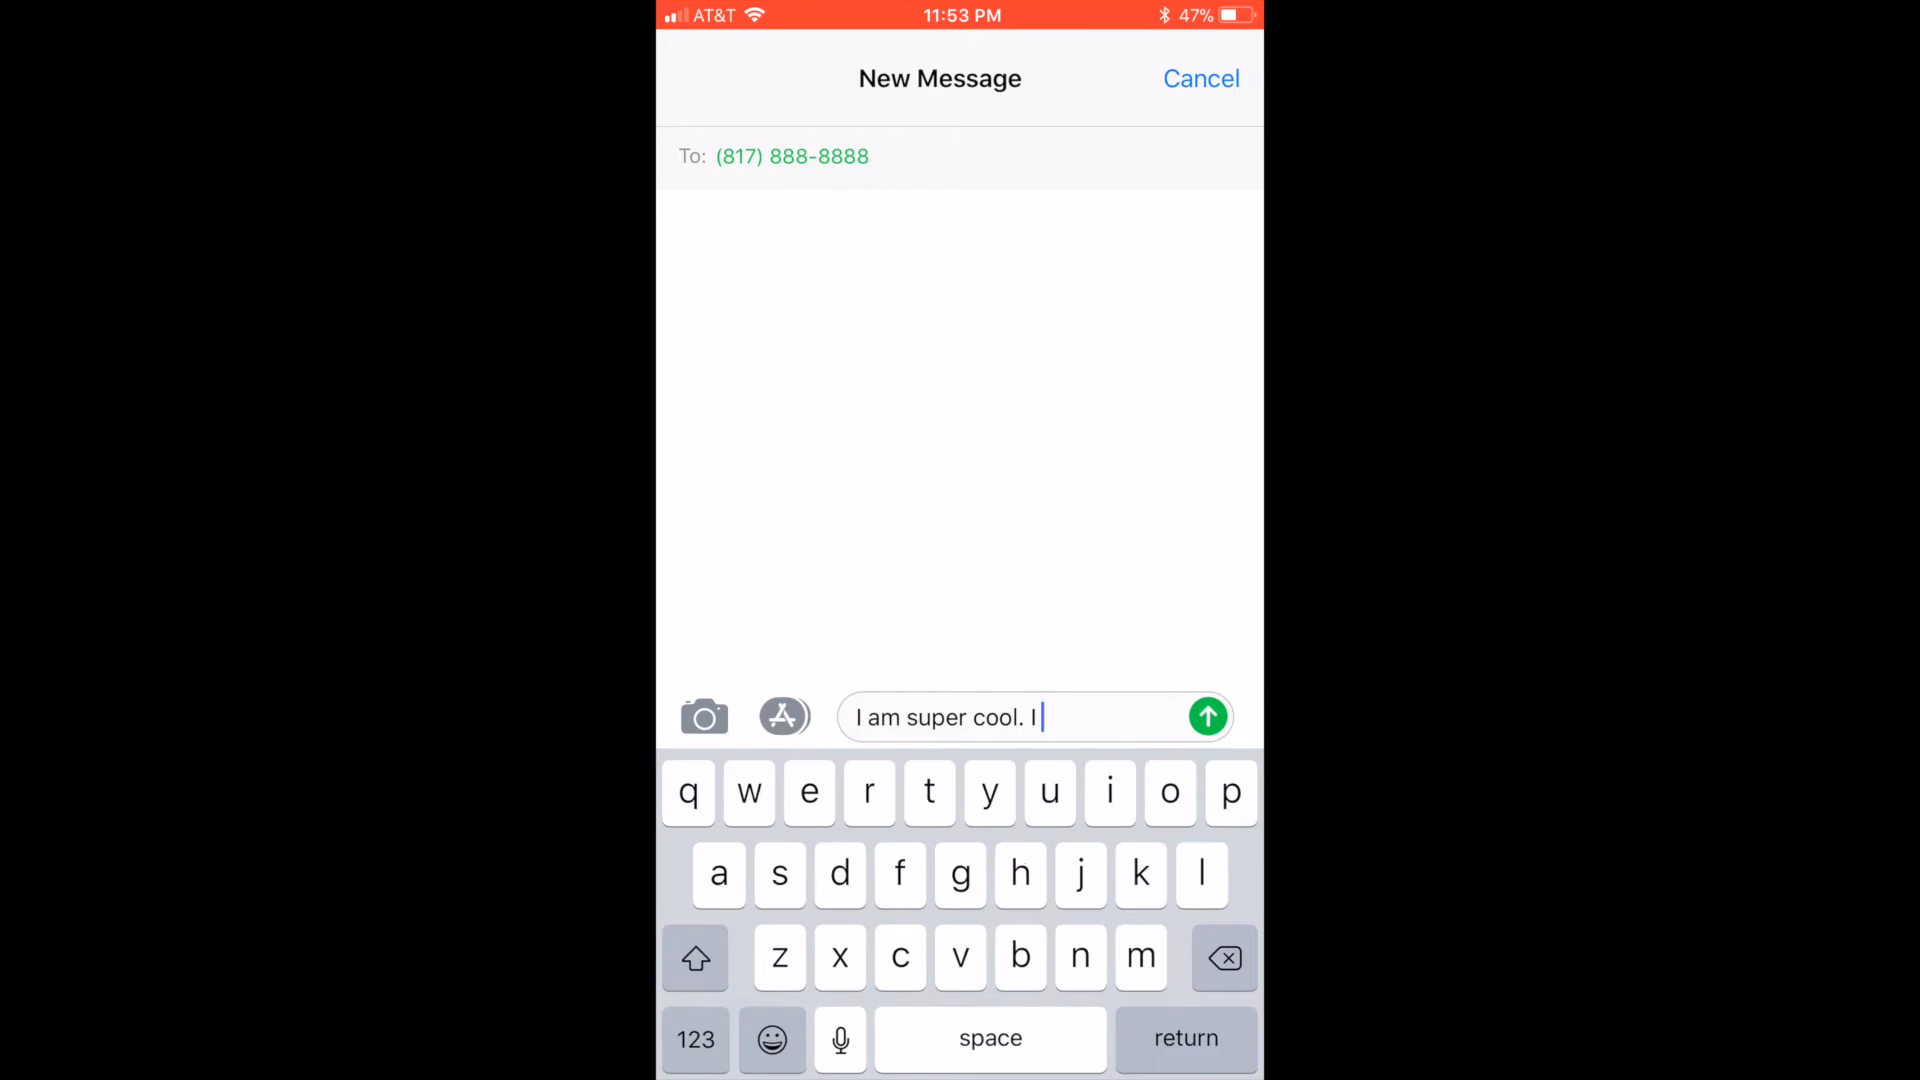 AT&T 11:53 PM 47%
New Message Cancel
To: (817) 888-8888
I am super cool. I
q w e r t y u i o p
a s d f g h j k l
z x c v b n m
123 space return